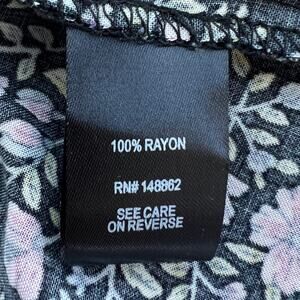 100% RAYON
RN# 148862
SEE CARE
ON REVERSE